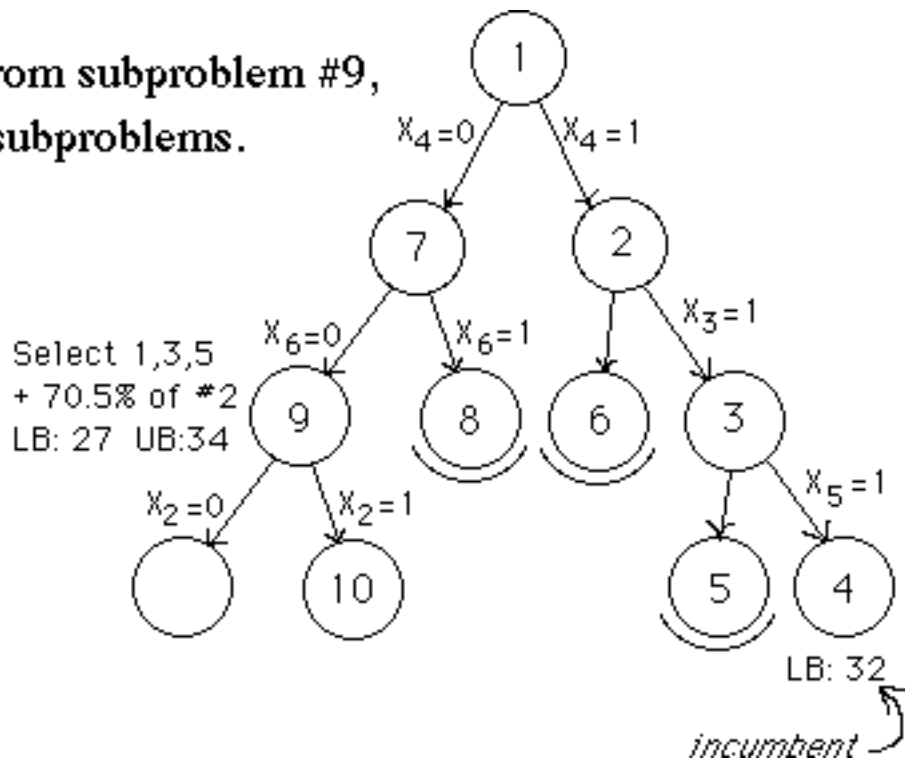 rom subproblem #9,
subproblems.
1
X4=0
X4=1
7
2
X6=0
X6=1
X3=1
Select 1,3,5
+ 70.5% of #2
LB: 27 UB:34
9
8
6
3
X2=0
X2=1
X5=1
10
5
4
LB: 32
incumbent